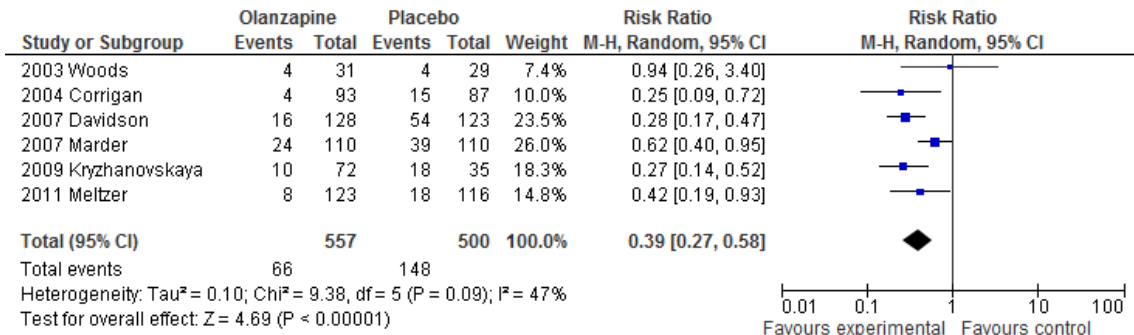 Olanzapine Placebo Risk Ratio Risk Ratio
Study or Subgroup Events Total Events Total Weight M-H, Random, 95% CI M-H, Random, 95% CI
2003 Woods 4 31 4 29 7.4% 0.94 [0.26, 3.40]
2004 Corrigan 4 93 15 87 10.0% 0.25 [0.09, 0.72]
2007 Davidson 16 128 54 123 23.5% 0.28 [0.17, 0.47]
2007 Marder 24 110 39 110 26.0% 0.62 [0.40, 0.95]
2009 Kryzhanovskaya 10 72 18 35 18.3% 0.27 [0.14, 0.52]
2011 Meltzer 8 123 18 116 14.8% 0.42 [0.19, 0.93]
Total (95% CI) 557 500 100.0% 0.39 [0.27, 0.58]
Total events 66 148
Heterogeneity: Tau² = 0.10; Chi² = 9.38, df = 5 (P = 0.09); I² = 47%
Test for overall effect: Z = 4.69 (P < 0.00001)
0.01 0.1 1 10 100
Favours experimental Favours control